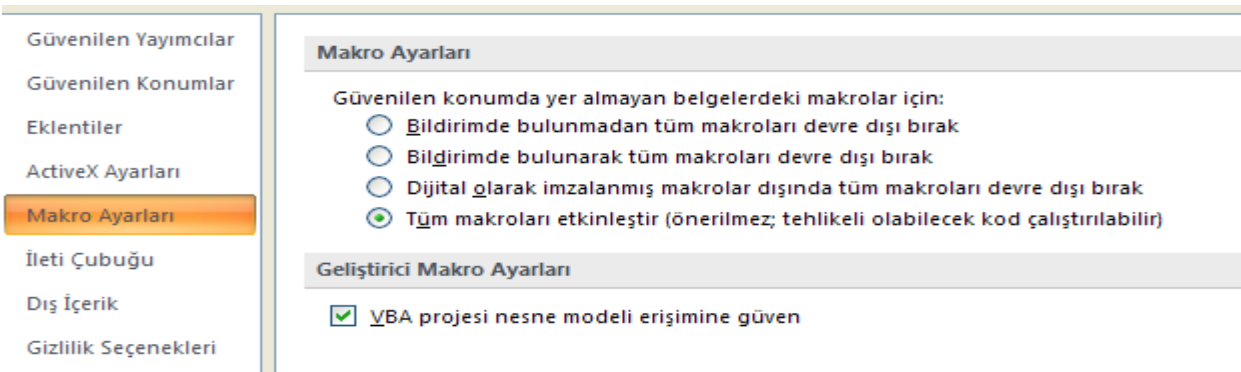 Güvenilen Yayımcılar
Güvenilen Konumlar
Eklentiler
ActiveX Ayarları
Makro Ayarları
İleti Çubuğu
Dış İçerik
Gizlilik Seçenekleri
Makro Ayarları
Güvenilen konumda yer almayan belgelerdeki makrolar için:
Bildirimde bulunmadan tüm makroları devre dışı bırak
Bildirimde bulunarak tüm makroları devre dışı bırak
Dijital olarak imzalanmış makrolar dışında tüm makroları devre dışı bırak
Tüm makroları etkinleştir (önerilmez; tehlikeli olabilecek kod çalıştırılabilir)
Geliştirici Makro Ayarları
VBA projesi nesne modeli erişimine güven